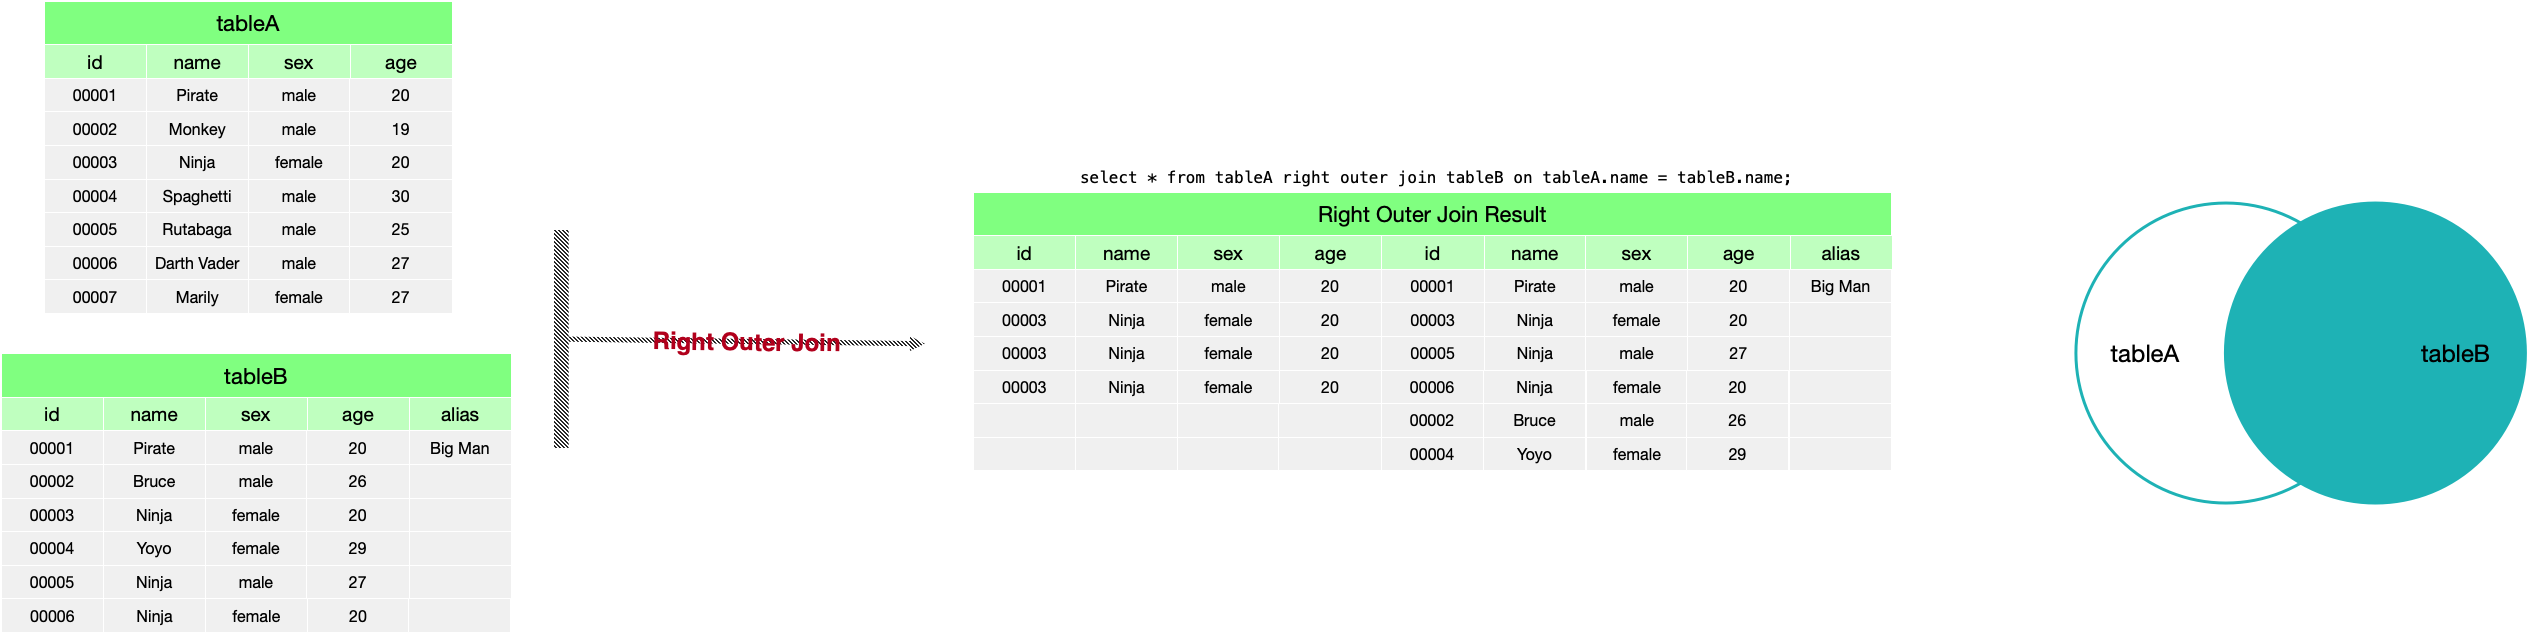 tableA
id name sex age
00001 Pirate male 20
00002 Monkey male 19
00003 Ninja female 20
00004 Spaghetti male 30
00005 Rutabaga male 25
00006 Darth Vader male 27
00007 Marily female 27
tableB
id name sex age alias
00001 Pirate male 20 Big Man
00002 Bruce male 26
00003 Ninja female 20
00004 Yoyo female 29
00005 Ninja male 27
00006 Ninja female 20
Right Outer Join
select * from tableA right outer join tableB on tableA.name = tableB.name;
Right Outer Join Result
id name sex age id name sex age alias
00001 Pirate male 20 00001 Pirate male 20 Big Man
00003 Ninja female 20 00003 Ninja female 20
00003 Ninja female 20 00005 Ninja male 27
00003 Ninja female 20 00006 Ninja female 20
00002 Bruce male 26
00004 Yoyo female 29
tableA
tableB